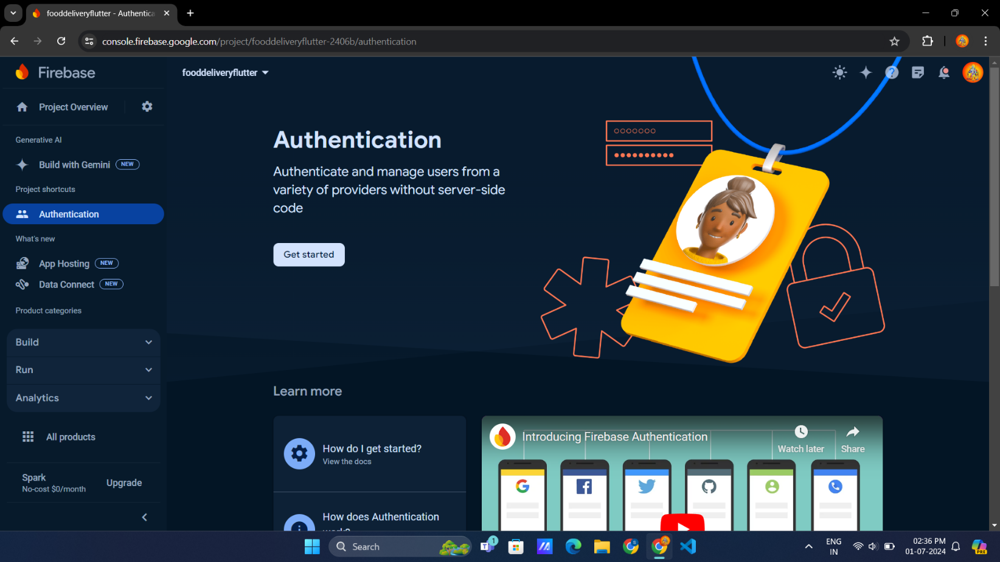 fooddeliveryflutter - Authentica
console.firebase.google.com/project/fooddeliveryflutter-2406b/authentication
Firebase
fooddeliveryflutter
Project Overview
Generative AI
Build with Gemini NEW
Project shortcuts
Authentication
What's new
App Hosting NEW
Data Connect NEW
Product categories
Build
Run
Analytics
All products
Spark
No-cost $0/month
Upgrade
Authentication
Authenticate and manage users from a
variety of providers without server-side
code
Get started
Learn more
How do I get started?
View the docs
How does Authentication
work?
Introducing Firebase Authentication
Watch later
Share
Search
1
ENG
IN
02:36 PM
01-07-2024
PRE